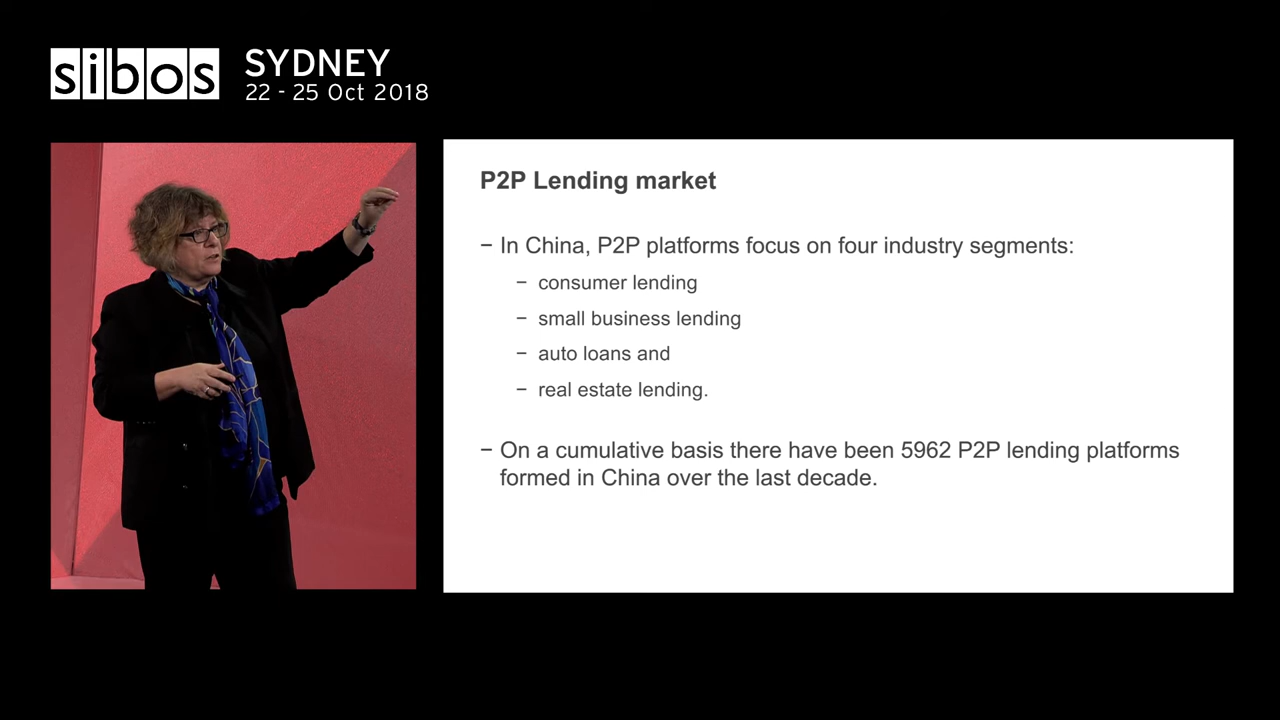 sibos
SYDNEY
22 - 25 Oct 2018
P2P Lending market
− In China, P2P platforms focus on four industry segments:
− consumer lending
− small business lending
− auto loans and
− real estate lending.
− On a cumulative basis there have been 5962 P2P lending platforms
formed in China over the last decade.